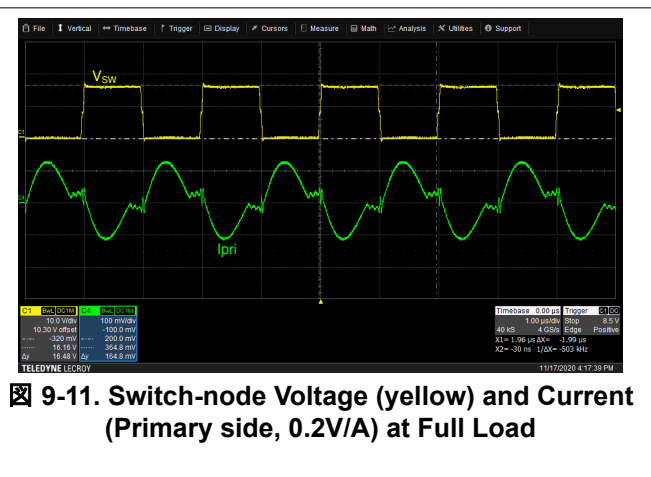 File Vertical Timebase Trigger Display Cursors Measure Math Analysis Utilities Support
VSW
C1
C4
Ipri
C1 BwL DC1M C4 BwL DC1M
10.0 V/div 100 mV/div
10.30 V offset -100.0 mV
-320 mV 200.0 mV
16.16 V 364.8 mV
Δy 16.48 V Δy 164.8 mV
Timebase 0.00 µs Trigger C1 DC
1.00 µs/div Stop 8.5 V
40 kS 4 GS/s Edge Positive
X1= 1.96 µs ΔX= -1.99 µs
X2= -30 ns 1/ΔX= -503 kHz
TELEDYNE LECROY 11/17/2020 4:17:39 PM
図 9-11. Switch-node Voltage (yellow) and Current
(Primary side, 0.2V/A) at Full Load